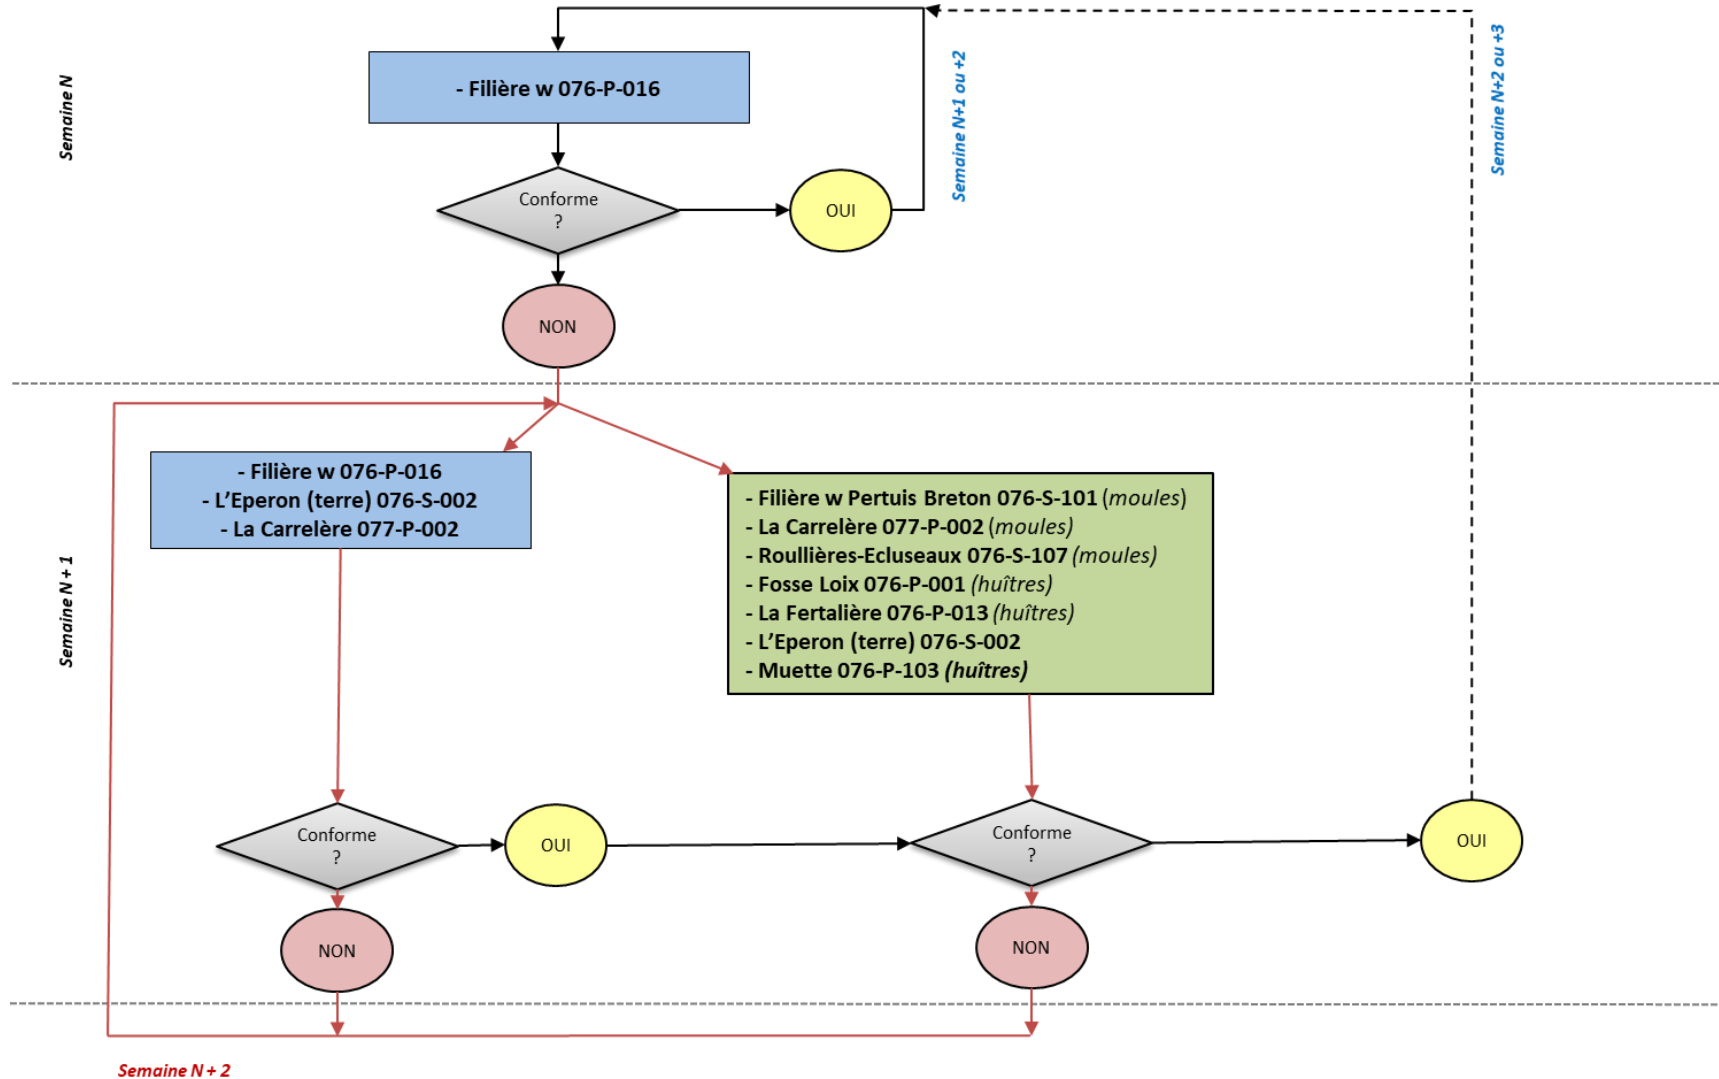 Semaine N
- Filière w 076-P-016
Conforme
?
OUI
NON
Semaine N+1 ou +2
Semaine N+2 ou +3
Semaine N + 1
- Filière w 076-P-016
- L’Eperon (terre) 076-S-002
- La Carrelère 077-P-002
- Filière w Pertuis Breton 076-S-101 (moules)
- La Carrelère 077-P-002 (moules)
- Roullières-Ecluseaux 076-S-107 (moules)
- Fosse Loix 076-P-001 (huîtres)
- La Fertalière 076-P-013 (huîtres)
- L’Eperon (terre) 076-S-002
- Muette 076-P-103 (huîtres)
Conforme
?
OUI
Conforme
?
OUI
NON
NON
Semaine N + 2